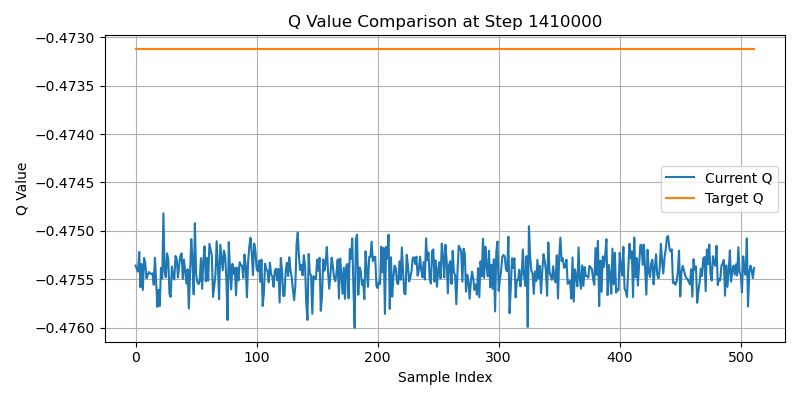 Q Value Comparison at Step 1410000
−0.4730
−0.4735
−0.4740
−0.4745
−0.4750
−0.4755
−0.4760
Q Value
Current Q
Target Q
0
100
200
300
400
500
Sample Index